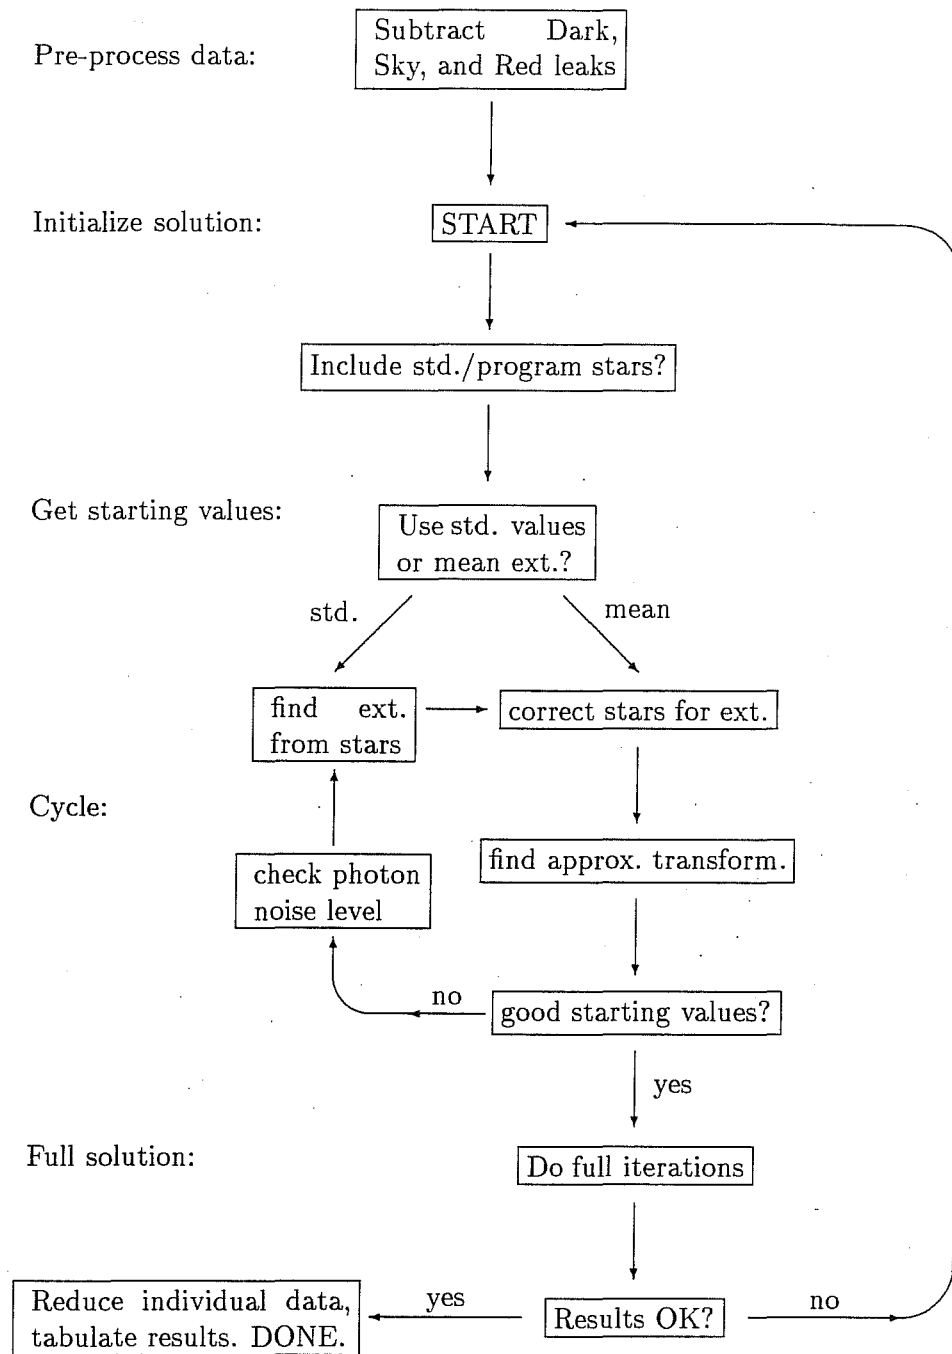 Pre-process data:
Subtract Dark,
Sky, and Red leaks
Initialize solution:
START
Include std./program stars?
Get starting values:
Use std. values
or mean ext.?
std.
mean
find ext.
from stars
correct stars for ext.
Cycle:
check photon
noise level
find approx. transform.
no
good starting values?
yes
Full solution:
Do full iterations
Reduce individual data,
tabulate results. DONE.
yes
Results OK?
no